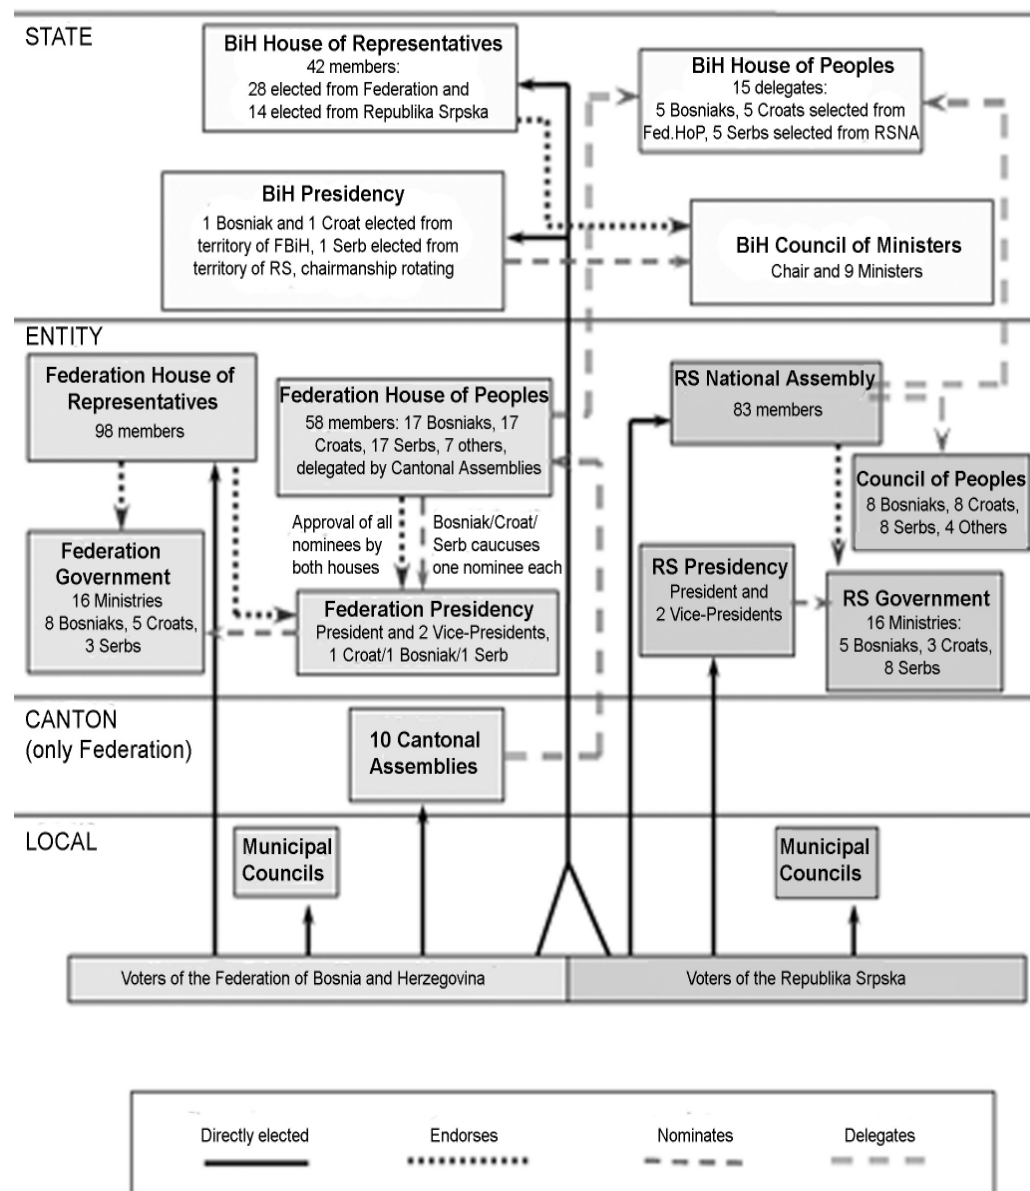 STATE
BiH House of Representatives
42 members:
28 elected from Federation and
14 elected from Republika Srpska
BiH House of Peoples
15 delegates:
5 Bosniaks, 5 Croats selected from
Fed.HoP, 5 Serbs selected from RSNA
BiH Presidency
1 Bosniak and 1 Croat elected from
territory of FBiH, 1 Serb elected from
territory of RS, chairmanship rotating
BiH Council of Ministers
Chair and 9 Ministers
ENTITY
Federation House of
Representatives
98 members
Federation House of Peoples
58 members: 17 Bosniaks, 17
Croats, 17 Serbs, 7 others,
delegated by Cantonal Assemblies
RS National Assembly
83 members
Council of Peoples
8 Bosniaks, 8 Croats,
8 Serbs, 4 Others
Approval of all
nominees by
both houses
Bosniak/Croat/
Serb caucuses
one nominee each
Federation
Government
16 Ministries
8 Bosniaks, 5 Croats,
3 Serbs
Federation Presidency
President and 2 Vice-Presidents,
1 Croat/1 Bosniak/1 Serb
RS Presidency
President and
2 Vice-Presidents
RS Government
16 Ministries:
5 Bosniaks, 3 Croats,
8 Serbs
CANTON
(only Federation)
10 Cantonal
Assemblies
LOCAL
Municipal
Councils
Municipal
Councils
Voters of the Federation of Bosnia and Herzegovina
Voters of the Republika Srpska
Directly elected
Endorses
Nominates
Delegates